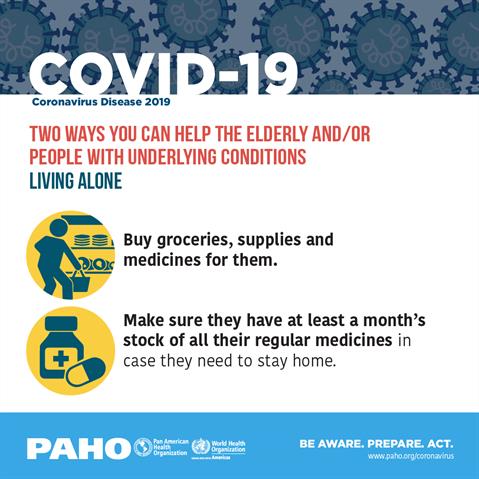 COVID-19
Coronavirus Disease 2019
TWO WAYS YOU CAN HELP THE ELDERLY AND/OR
PEOPLE WITH UNDERLYING CONDITIONS
LIVING ALONE
Buy groceries, supplies and
medicines for them.
Make sure they have at least a month's
stock of all their regular medicines in
case they need to stay home.
PAHO
Pan American
Health
Organization
World Health
Organization
Americas
BE AWARE. PREPARE. ACT.
www.paho.org/coronavirus